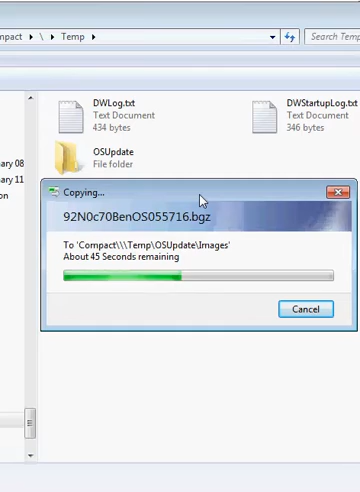 mpact ▸ \ ▸ Temp ▸
Search Temp
DWLog.txt
Text Document
434 bytes
DWStartupLog.txt
Text Document
346 bytes
OSUpdate
File folder
ary 08
ary 11
on
Copying...
92N0c70BenOS055716.bgz
To 'Compact\\\Temp\OSUpdate\Images'
About 45 Seconds remaining
Cancel